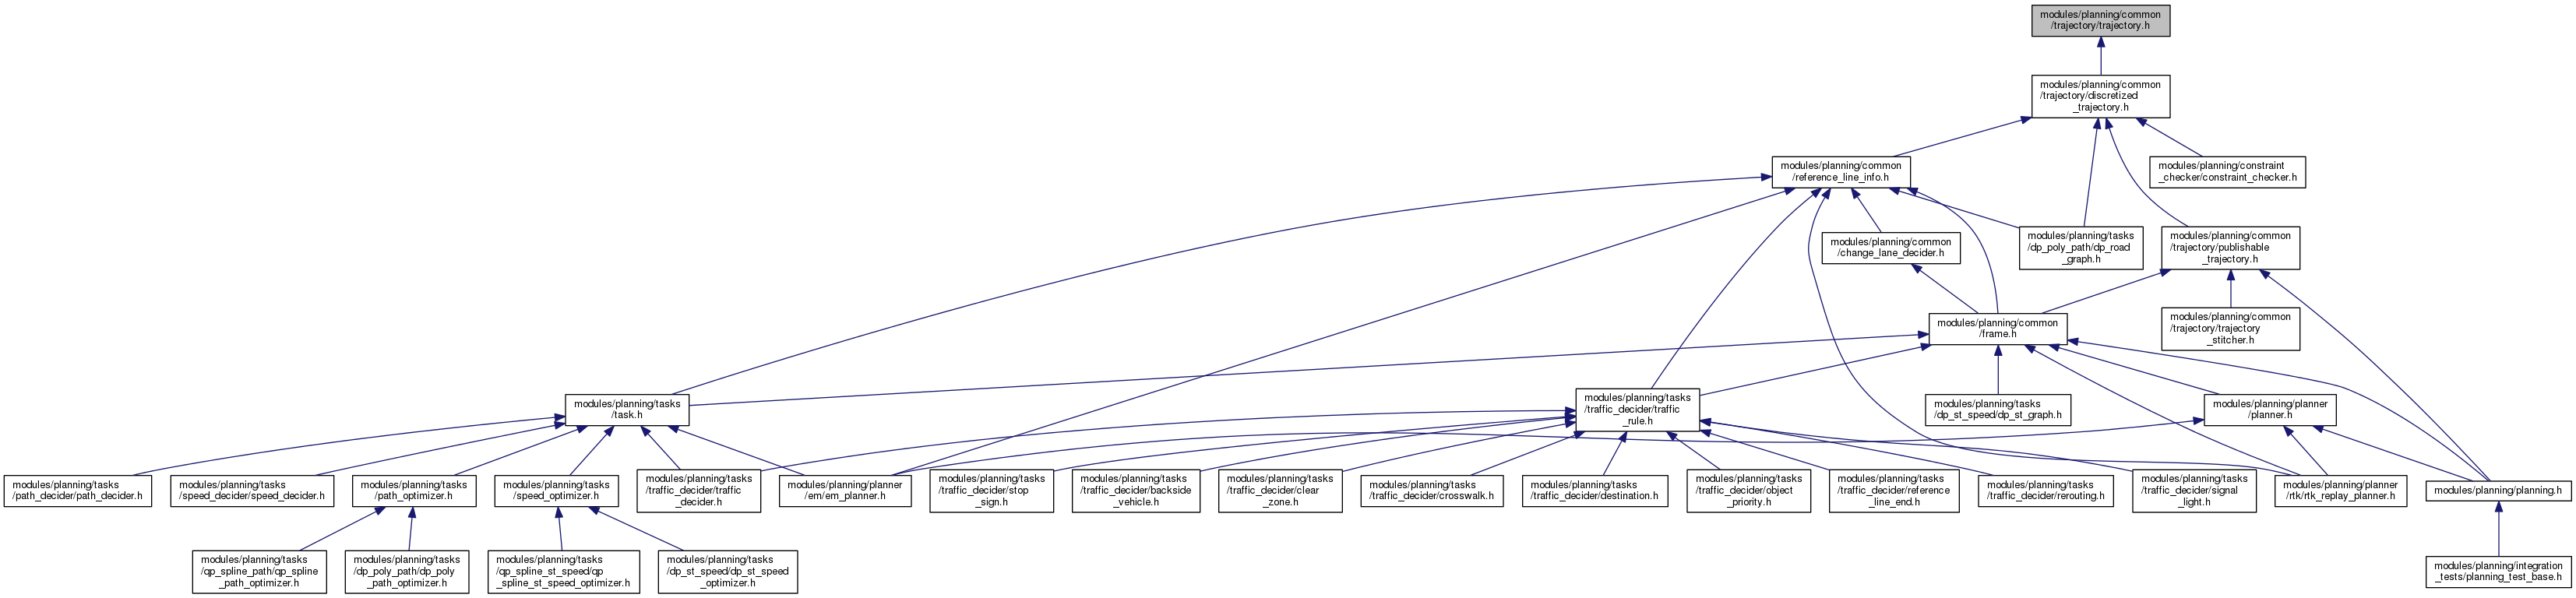 modules/planning/common
/trajectory/trajectory.h
modules/planning/common
/trajectory/discretized
_trajectory.h
modules/planning/common
/reference_line_info.h
modules/planning/constraint
_checker/constraint_checker.h
modules/planning/common
/change_lane_decider.h
modules/planning/tasks
/dp_poly_path/dp_road
_graph.h
modules/planning/common
/trajectory/publishable
_trajectory.h
modules/planning/common
/frame.h
modules/planning/common
/trajectory/trajectory
_stitcher.h
modules/planning/tasks
/task.h
modules/planning/tasks
/traffic_decider/traffic
_rule.h
modules/planning/tasks
/dp_st_speed/dp_st_graph.h
modules/planning/planner
/planner.h
modules/planning/tasks
/path_decider/path_decider.h
modules/planning/tasks
/speed_decider/speed_decider.h
modules/planning/tasks
/path_optimizer.h
modules/planning/tasks
/speed_optimizer.h
modules/planning/tasks
/traffic_decider/traffic
_decider.h
modules/planning/planner
/em/em_planner.h
modules/planning/tasks
/traffic_decider/stop
_sign.h
modules/planning/tasks
/traffic_decider/backside
_vehicle.h
modules/planning/tasks
/traffic_decider/clear
_zone.h
modules/planning/tasks
/traffic_decider/crosswalk.h
modules/planning/tasks
/traffic_decider/destination.h
modules/planning/tasks
/traffic_decider/object
_priority.h
modules/planning/tasks
/traffic_decider/reference
_line_end.h
modules/planning/tasks
/traffic_decider/rerouting.h
modules/planning/tasks
/traffic_decider/signal
_light.h
modules/planning/planner
/rtk/rtk_replay_planner.h
modules/planning/planning.h
modules/planning/tasks
/qp_spline_path/qp_spline
_path_optimizer.h
modules/planning/tasks
/dp_poly_path/dp_poly
_path_optimizer.h
modules/planning/tasks
/qp_spline_st_speed/qp
_spline_st_speed_optimizer.h
modules/planning/tasks
/dp_st_speed/dp_st_speed
_optimizer.h
modules/planning/integration
_tests/planning_test_base.h